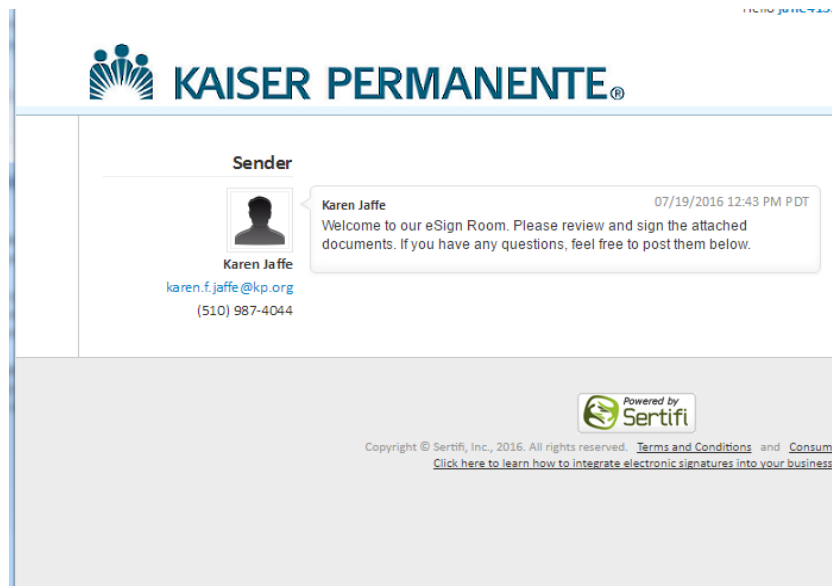 Hello
KAISER PERMANENTE®
Sender
Karen Jaffe
07/19/2016 12:43 PM PDT
Welcome to our eSign Room. Please review and sign the attached
documents. If you have any questions, feel free to post them below.
Karen Jaffe
karen.f.jaffe@kp.org
(510) 987-4044
Powered by
Sertifi
Copyright © Sertifi, Inc., 2016. All rights reserved. Terms and Conditions and Consum
Click here to learn how to integrate electronic signatures into your business